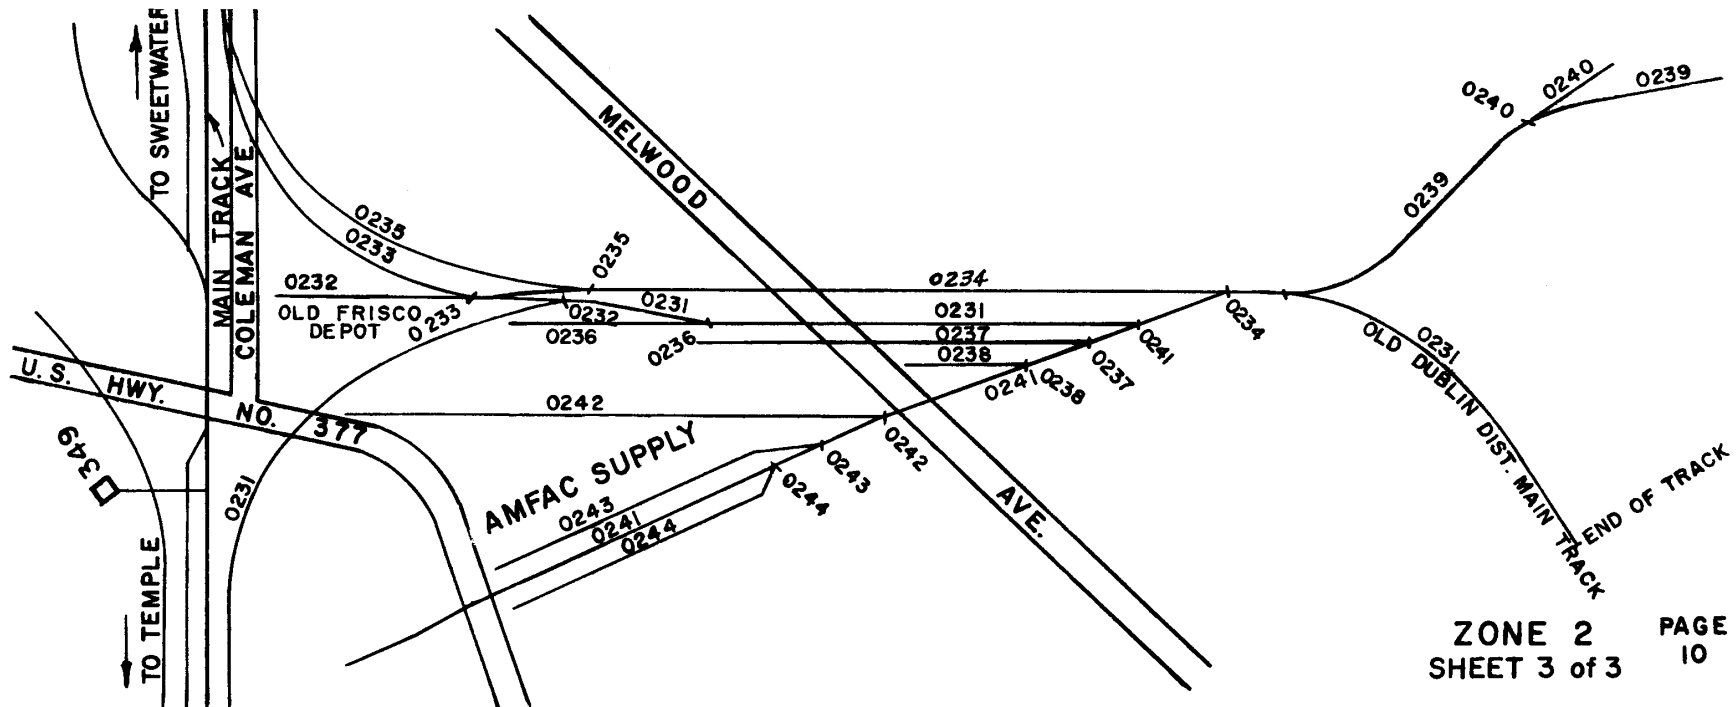 TO SWEETWATER
MAIN TRACK
COLEMAN AVE.
MELWOOD
AVE.
0240
0240
0239
0239
0235
0233
0235
0232
OLD FRISCO
DEPOT
0233
0232
0231
0234
0231
0236
0236
0237
0238
0241
0234
0237
0241
0238
0231
OLD DUBLIN DIST. MAIN TRACK
END OF TRACK
U.S. HWY. NO. 377
0242
0242
0349
0231
AMFAC SUPPLY
0243
0241
0244
0243
0244
TO TEMPLE
ZONE 2
SHEET 3 of 3
PAGE
10